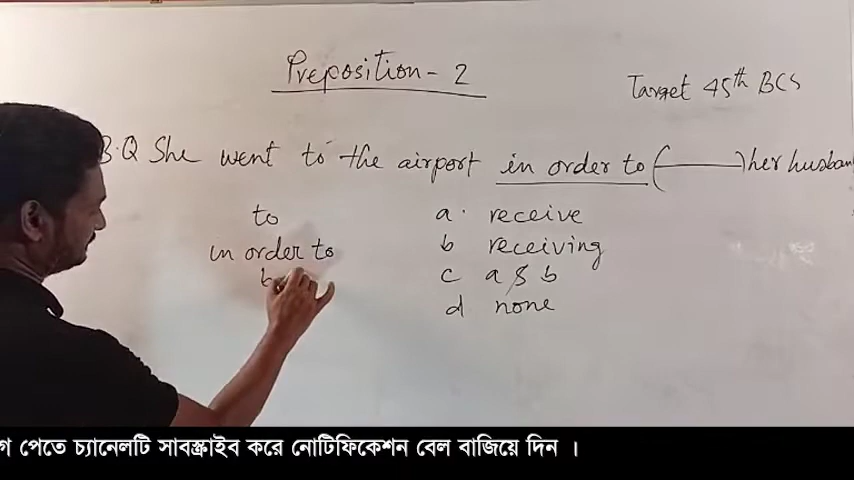 Preposition - 2
Target 45th BCS
B.Q She went to the airport in order to (———) her husban
to
in order to
b
a. receive
b receiving
c a & b
d none
গ পেতে চ্যানেলটি সাবস্ক্রাইব করে নোটিফিকেশন বেল বাজিয়ে দিন ।